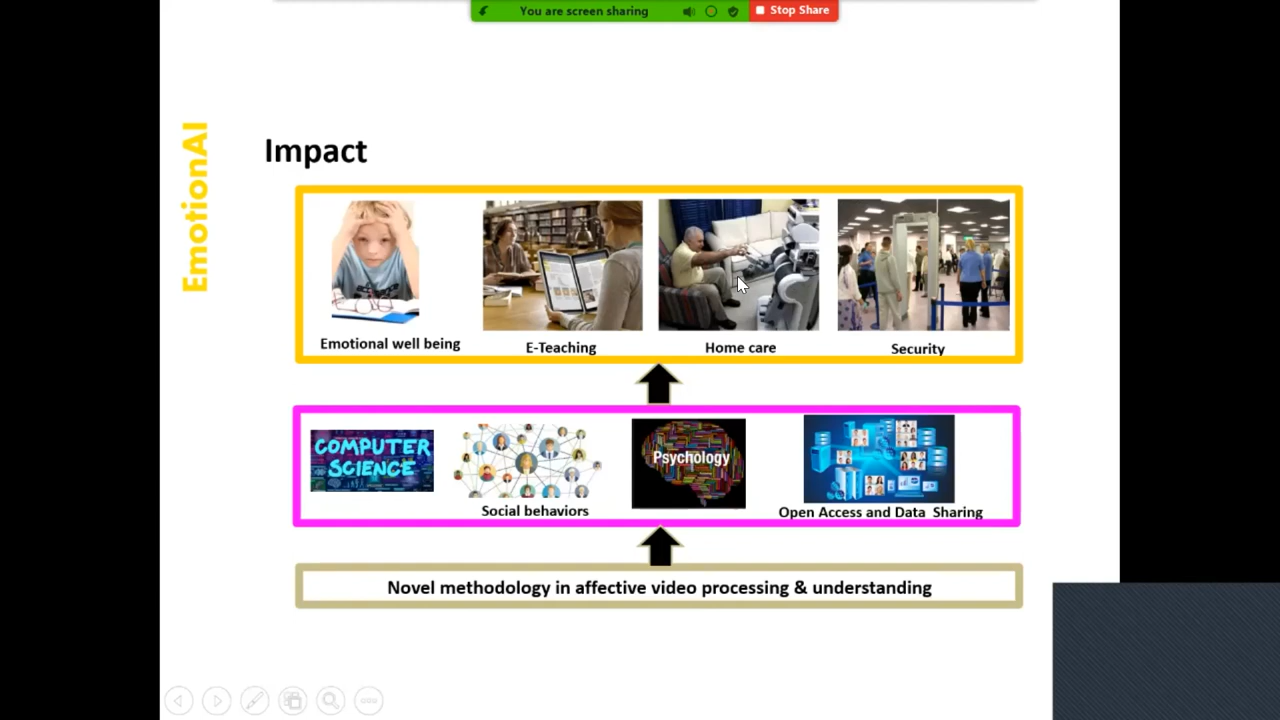 You are screen sharing
Stop Share
EmotionAI
Impact
Emotional well being
E-Teaching
Home care
Security
COMPUTER
SCIENCE
Social behaviors
Psychology
Open Access and Data Sharing
Novel methodology in affective video processing & understanding